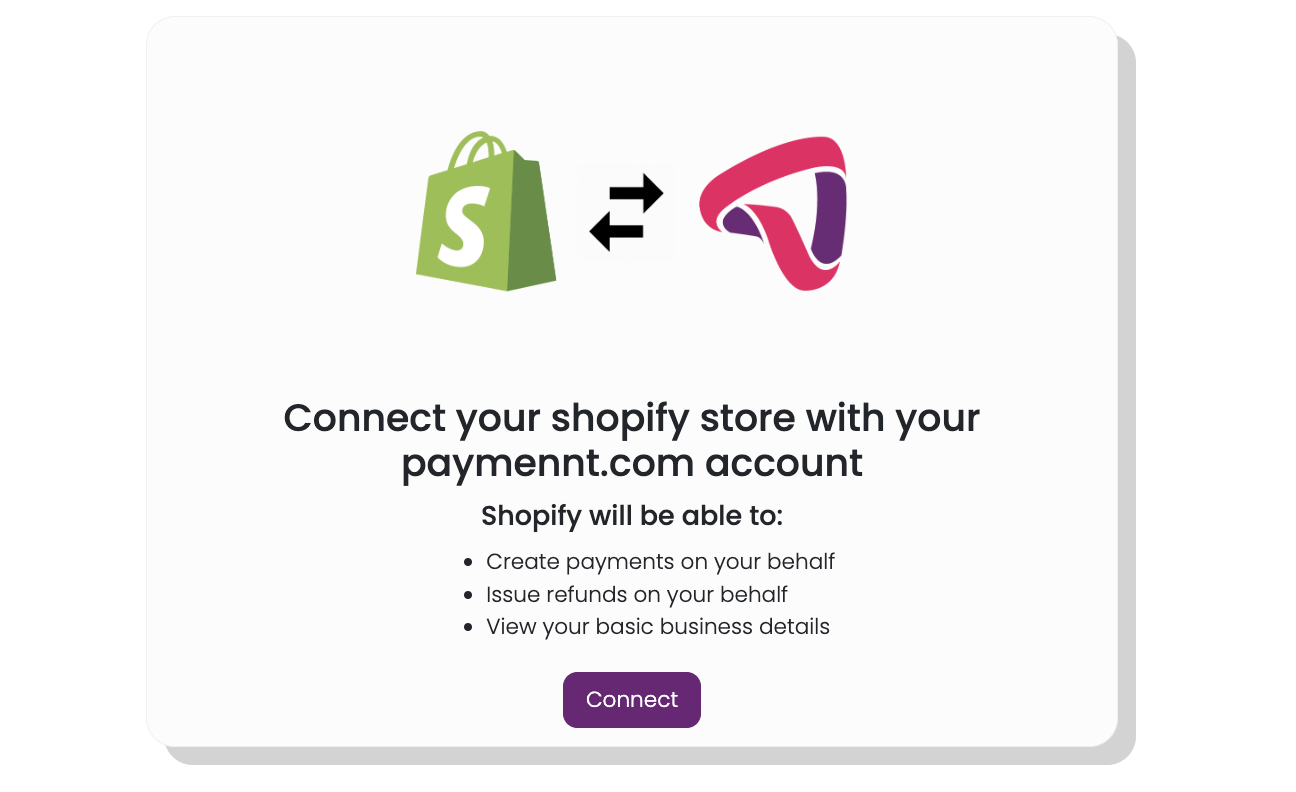 S
Connect your shopify store with your
paymennt.com account
Shopify will be able to:
Create payments on your behalf
Issue refunds on your behalf
View your basic business details
Connect